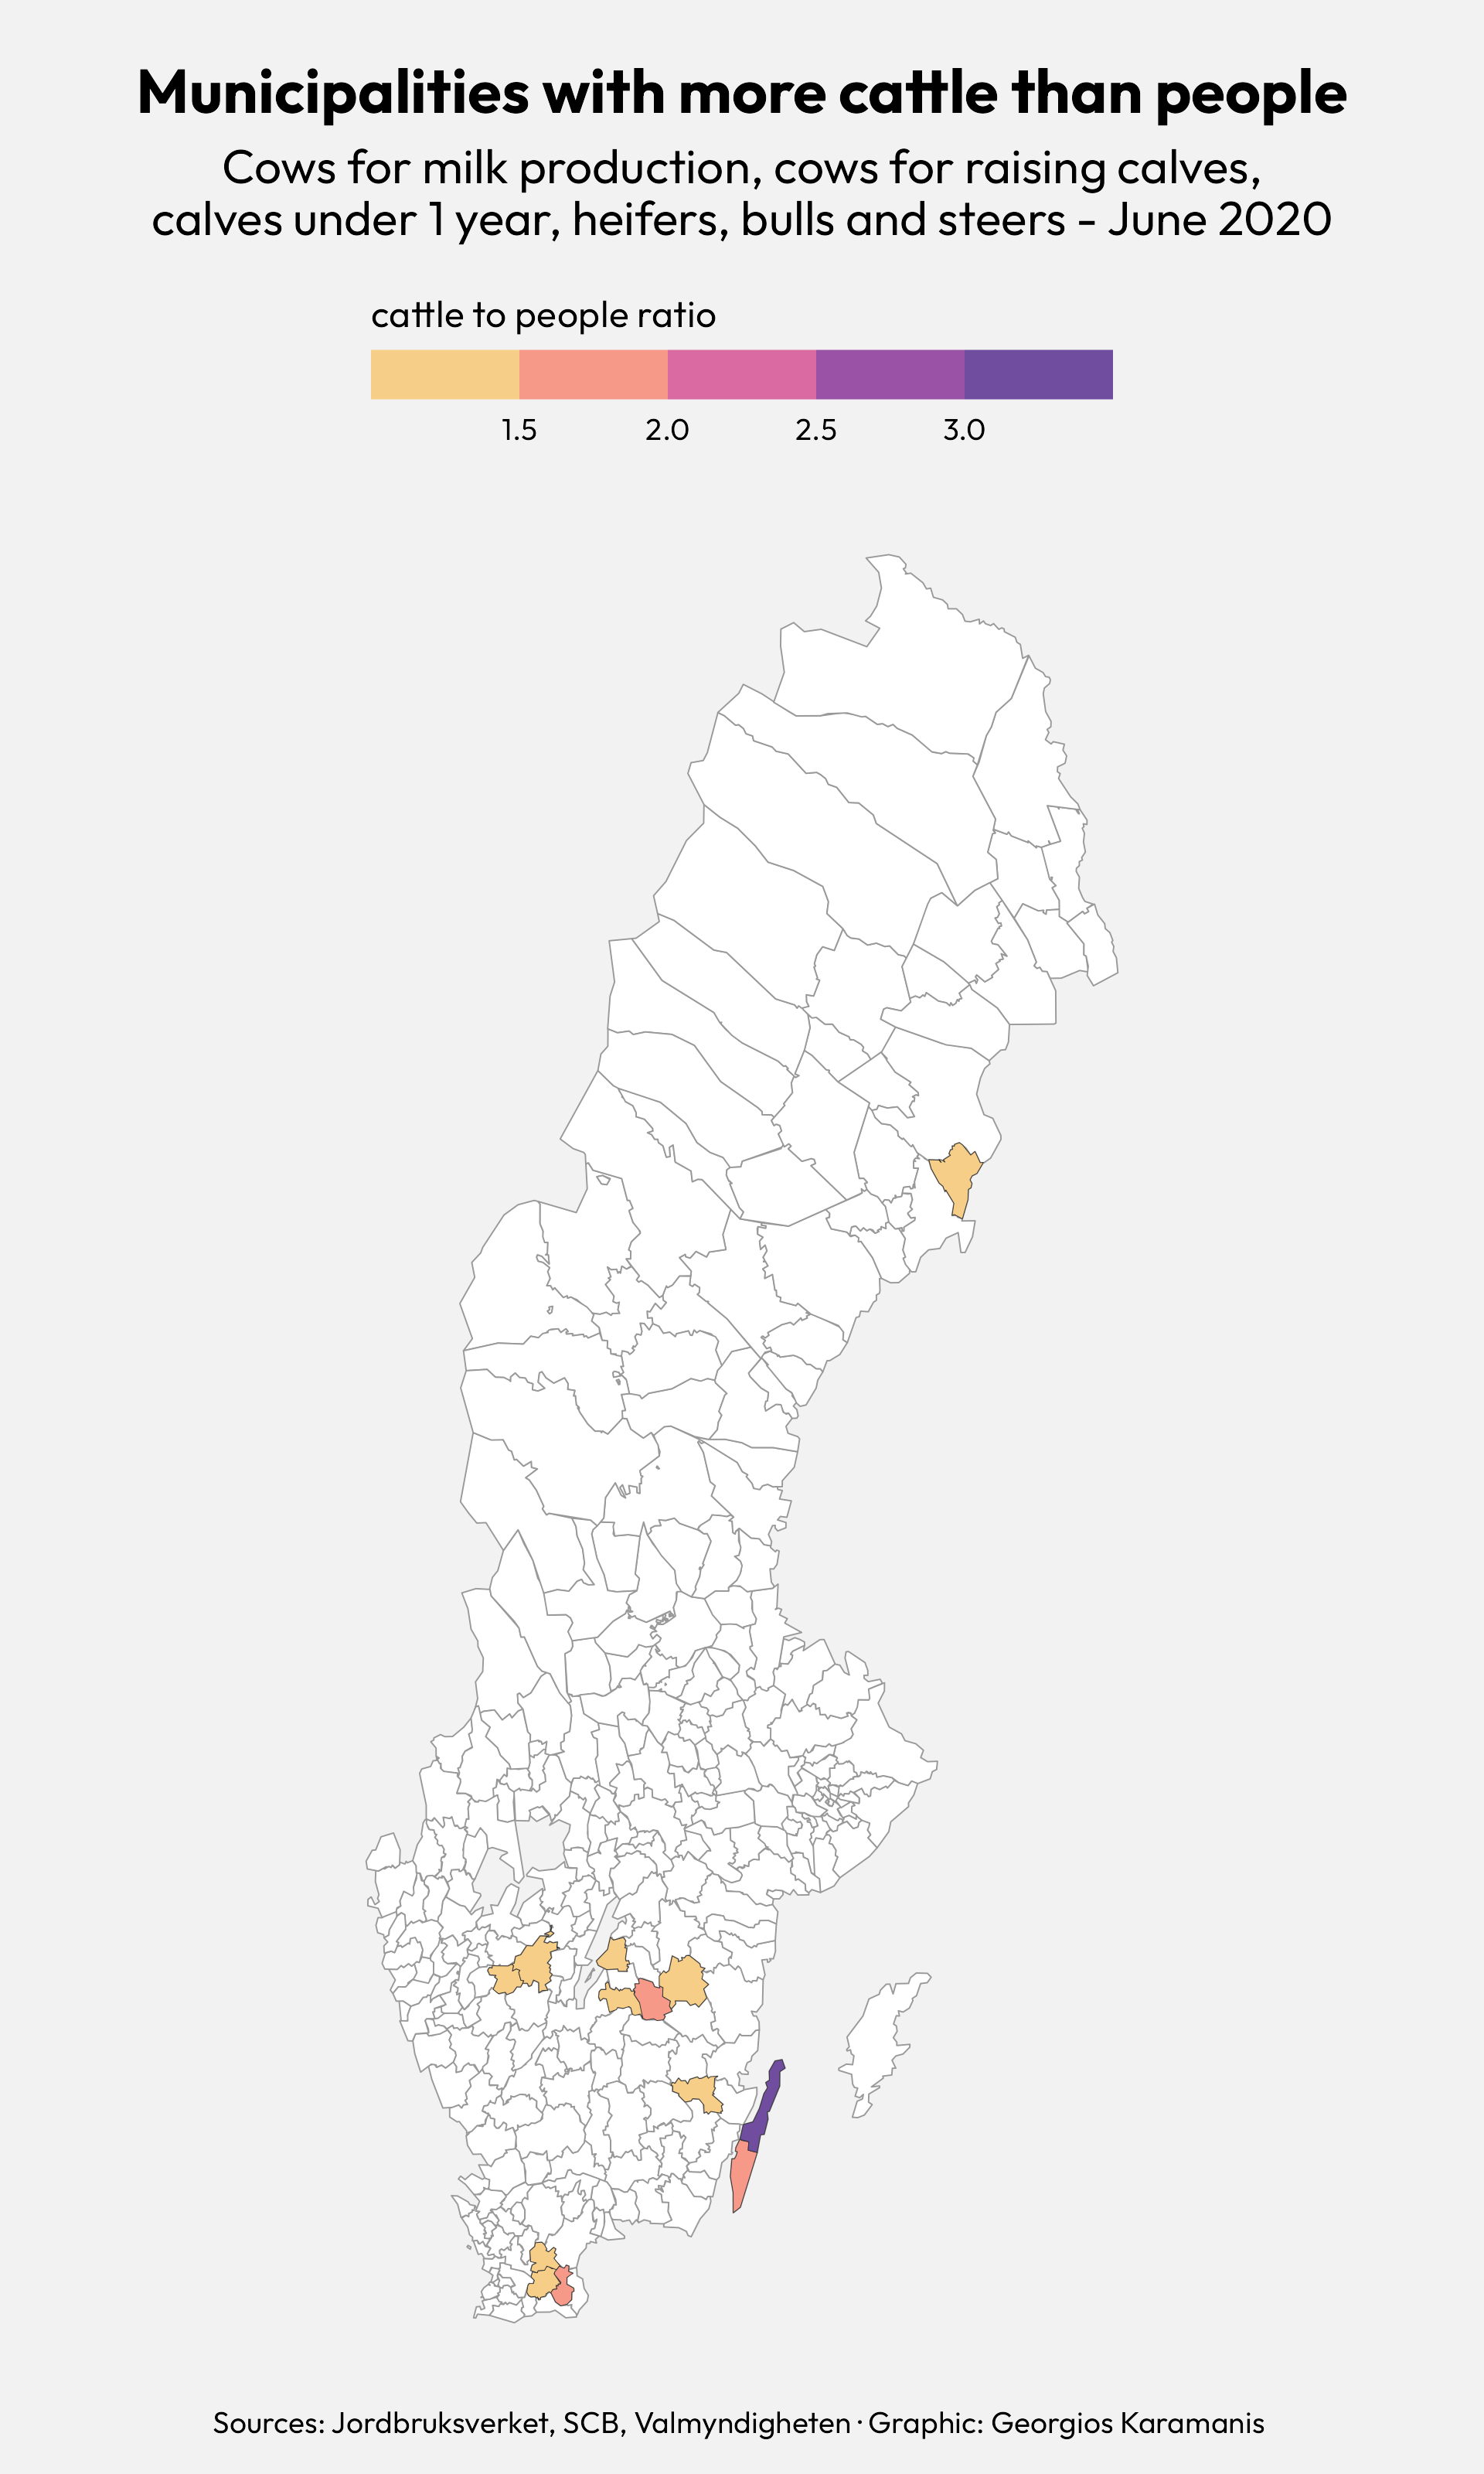 Municipalities with more cattle than people
Cows for milk production, cows for raising calves,
calves under 1 year, heifers, bulls and steers - June 2020
cattle to people ratio
1.5 2.0 2.5 3.0
Sources: Jordbruksverket, SCB, Valmyndigheten · Graphic: Georgios Karamanis